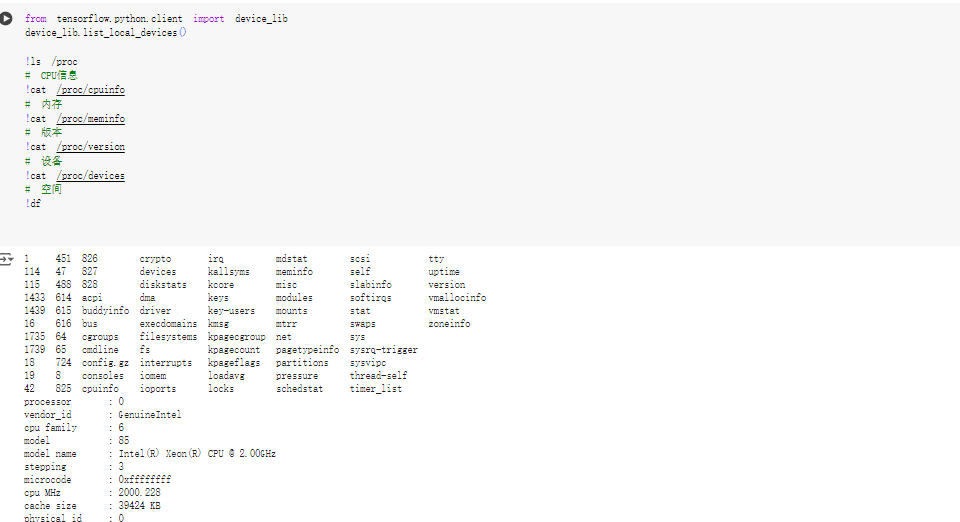 from tensorflow.python.client import device_lib
device_lib.list_local_devices()
!ls /proc
# CPU信息
!cat /proc/cpuinfo
# 内存
!cat /proc/meminfo
# 版本
!cat /proc/version
# 设备
!cat /proc/devices
# 空间
!df
1 451 826 crypto irq mdstat scsi tty
114 47 827 devices kallsyms meminfo self uptime
115 488 828 diskstats kcore misc slabinfo version
1433 614 acpi dma keys modules softirqs vmallocinfo
1439 615 buddyinfo driver key-users mounts stat vmstat
16 616 bus execdomains kmsg mtrr swaps zoneinfo
1735 64 cgroups filesystems kpagecgroup net sys
1739 65 cmdline fs kpagecount pagetypeinfo sysrq-trigger
18 724 config.gz interrupts kpageflags partitions sysvipc
19 8 consoles iomem loadavg pressure thread-self
42 825 cpuinfo ioports locks schedstat timer_list
processor : 0
vendor_id : GenuineIntel
cpu family : 6
model : 85
model name : Intel(R) Xeon(R) CPU @ 2.00GHz
stepping : 3
microcode : 0xffffffff
cpu MHz : 2000.228
cache size : 39424 KB
physical id : 0